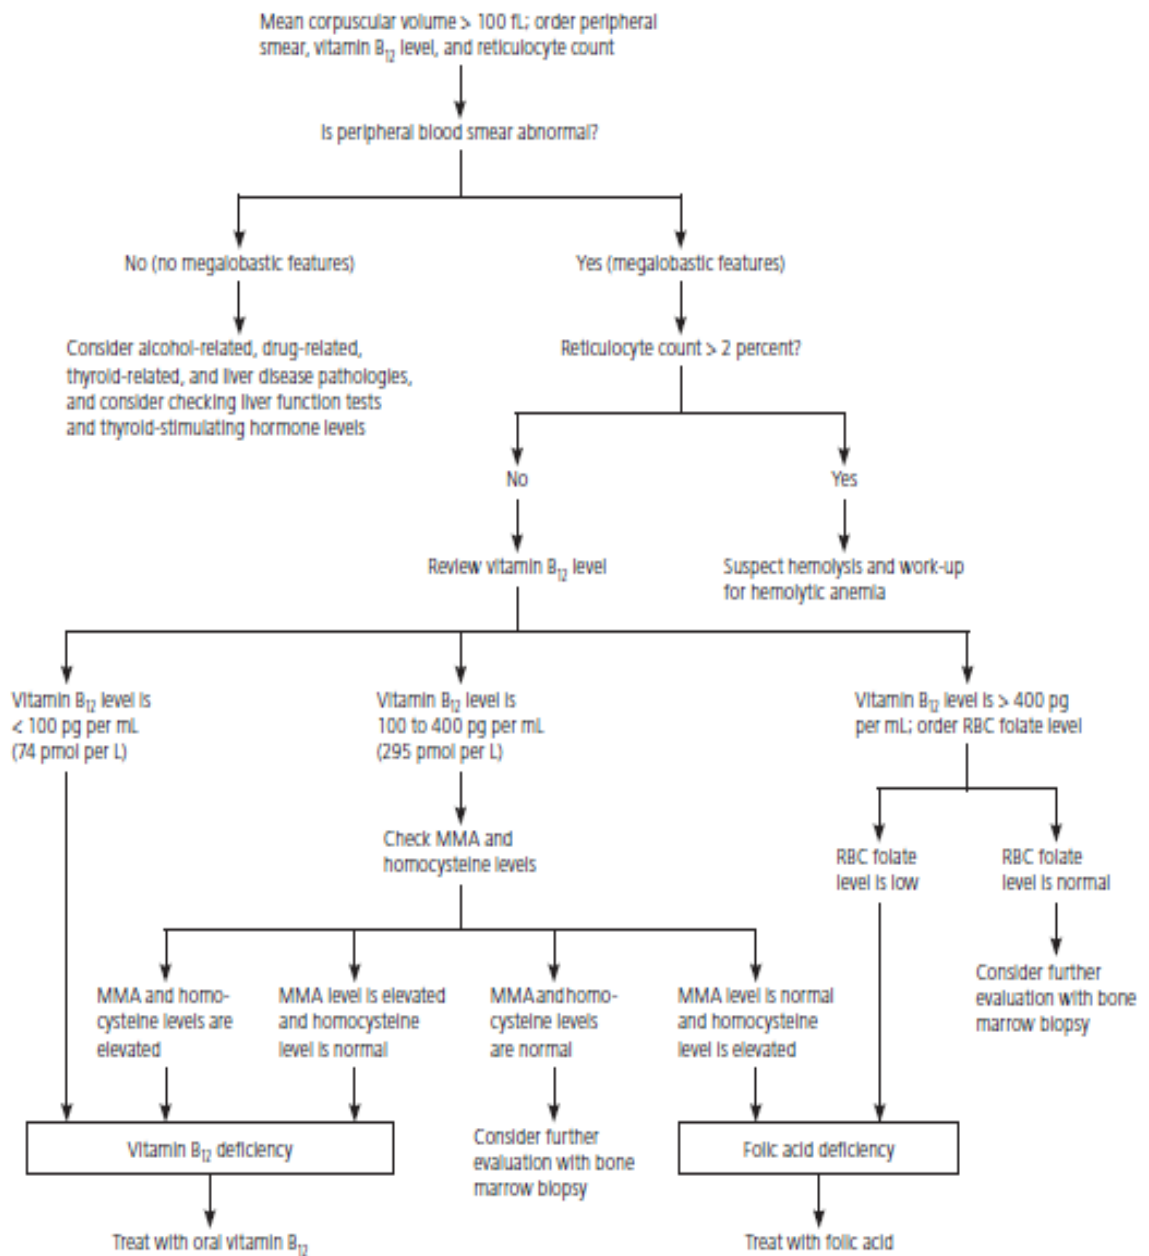 Mean corpuscular volume > 100 fL; order peripheral
smear, vitamin B12 level, and reticulocyte count
Is peripheral blood smear abnormal?
No (no megalobastic features)
Yes (megalobastic features)
Consider alcohol-related, drug-related,
thyroid-related, and liver disease pathologies,
and consider checking liver function tests
and thyroid-stimulating hormone levels
Reticulocyte count > 2 percent?
No
Yes
Review vitamin B12 level
Suspect hemolysis and work-up
for hemolytic anemia
Vitamin B12 level is
< 100 pg per mL
(74 pmol per L)
Vitamin B12 level is
100 to 400 pg per mL
(295 pmol per L)
Vitamin B12 level is > 400 pg
per mL; order RBC folate level
Check MMA and
homocysteine levels
RBC folate
level is low
RBC folate
level is normal
Consider further
evaluation with bone
marrow biopsy
MMA and homo-
cysteine levels are
elevated
MMA level is elevated
and homocysteine
level is normal
MMA and homo-
cysteine levels
are normal
MMA level is normal
and homocysteine
level is elevated
Vitamin B12 deficiency
Consider further
evaluation with bone
marrow biopsy
Folic acid deficiency
Treat with oral vitamin B12
Treat with folic acid